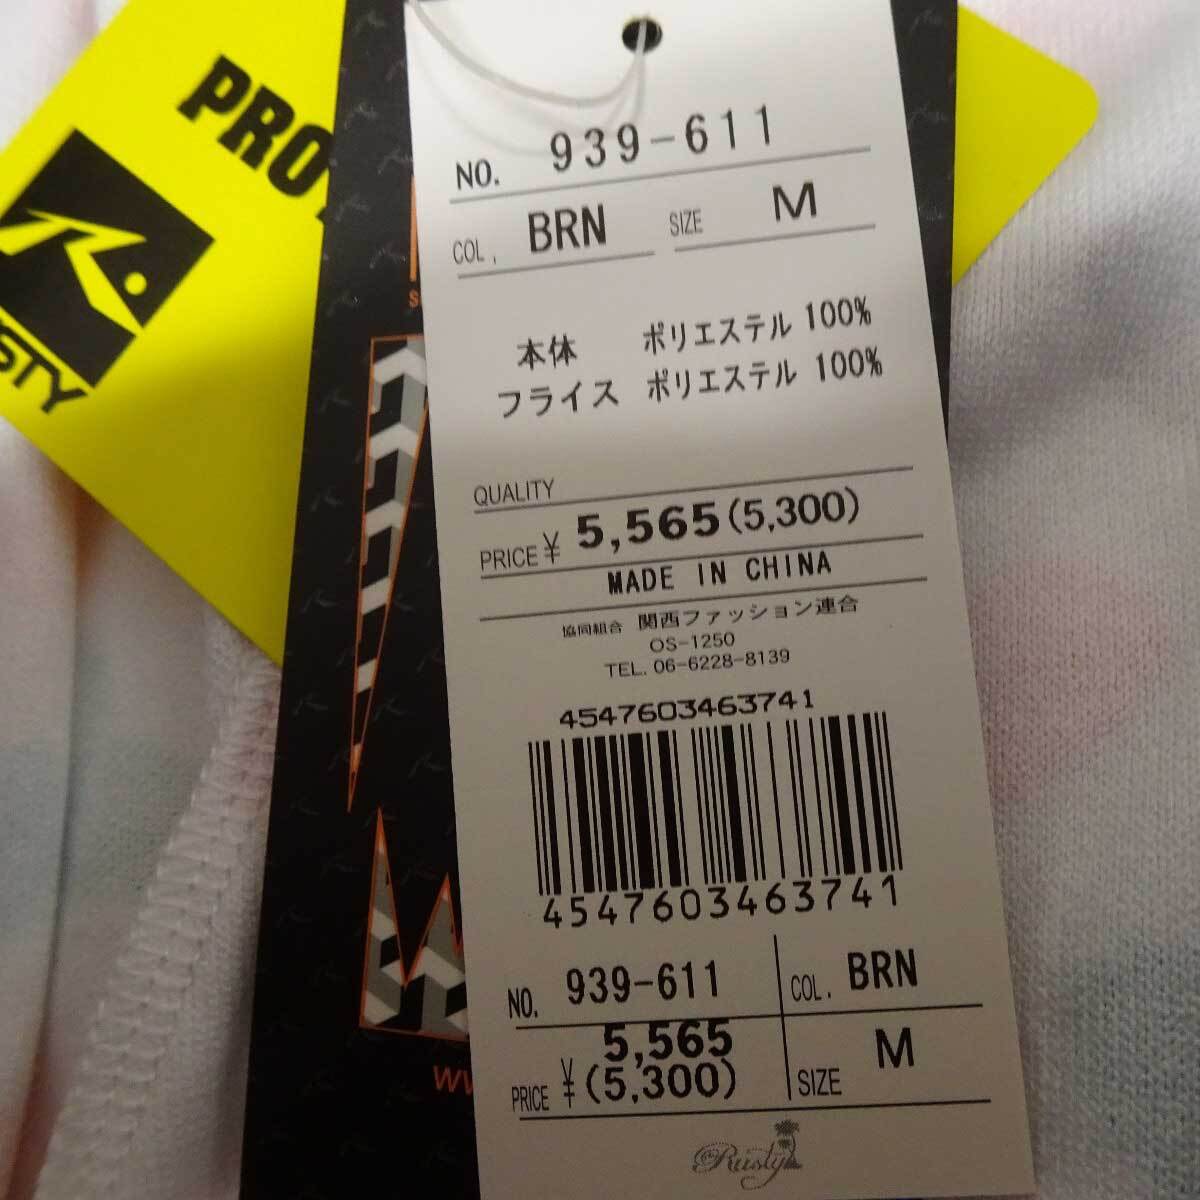 NO. 939-611
COL, BRN SIZE M
本体 ポリエステル 100%
フライス ポリエステル 100%
QUALITY
PRICE ¥ 5,565(5,300)
MADE IN CHINA
協同組合 関西ファッション連合
OS-1250
TEL. 06-6228-8139
4547603463741
4547603463741
NO. 939-611 COL. BRN
5,565
PRICE ¥ (5,300) SIZE M
Rusty